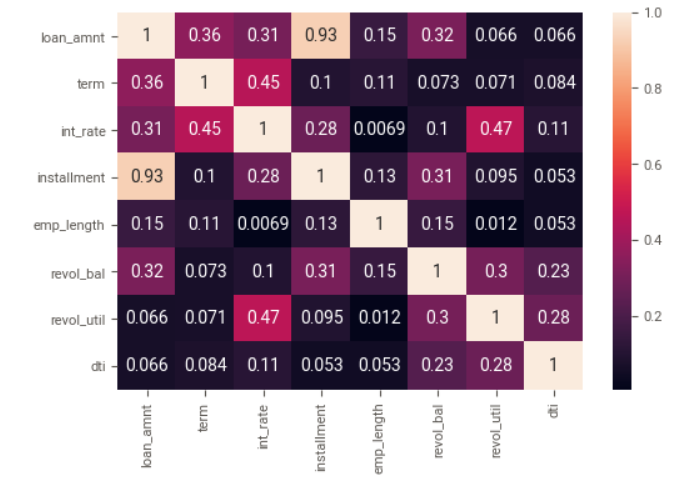 loan_amnt 1 0.36 0.31 0.93 0.15 0.32 0.066 0.066
term 0.36 1 0.45 0.1 0.11 0.073 0.071 0.084
int_rate 0.31 0.45 1 0.28 0.0069 0.1 0.47 0.11
installment 0.93 0.1 0.28 1 0.13 0.31 0.095 0.053
emp_length 0.15 0.11 0.0069 0.13 1 0.15 0.012 0.053
revol_bal 0.32 0.073 0.1 0.31 0.15 1 0.3 0.23
revol_util 0.066 0.071 0.47 0.095 0.012 0.3 1 0.28
dti 0.066 0.084 0.11 0.053 0.053 0.23 0.28 1
loan_amnt
term
int_rate
installment
emp_length
revol_bal
revol_util
dti
1.0
0.8
0.6
0.4
0.2